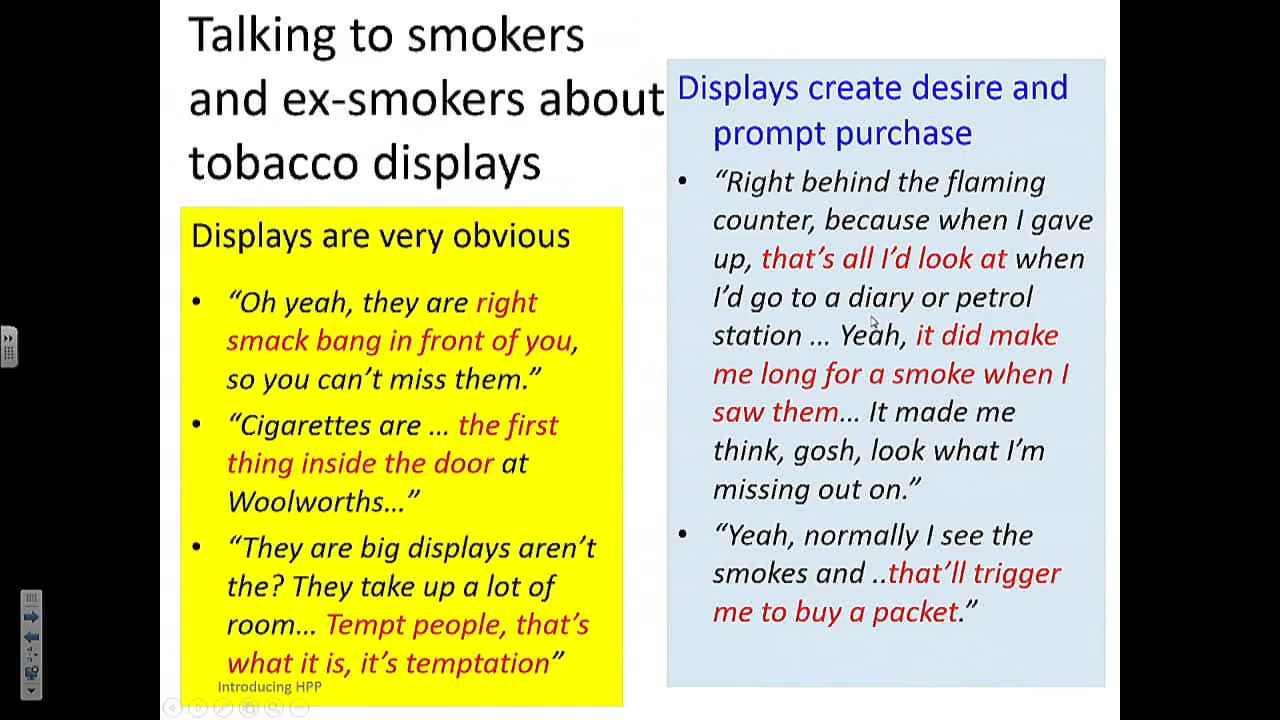 Talking to smokers
and ex-smokers about
tobacco displays
Displays are very obvious
• “Oh yeah, they are right
smack bang in front of you,
so you can’t miss them.”
• “Cigarettes are … the first
thing inside the door at
Woolworths…”
• “They are big displays aren’t
the? They take up a lot of
room… Tempt people, that’s
what it is, it’s temptation”
Introducing HPP
Displays create desire and
prompt purchase
• “Right behind the flaming
counter, because when I gave
up, that’s all I’d look at when
I’d go to a diary or petrol
station … Yeah, it did make
me long for a smoke when I
saw them… It made me
think, gosh, look what I’m
missing out on.”
• “Yeah, normally I see the
smokes and ..that’ll trigger
me to buy a packet.”